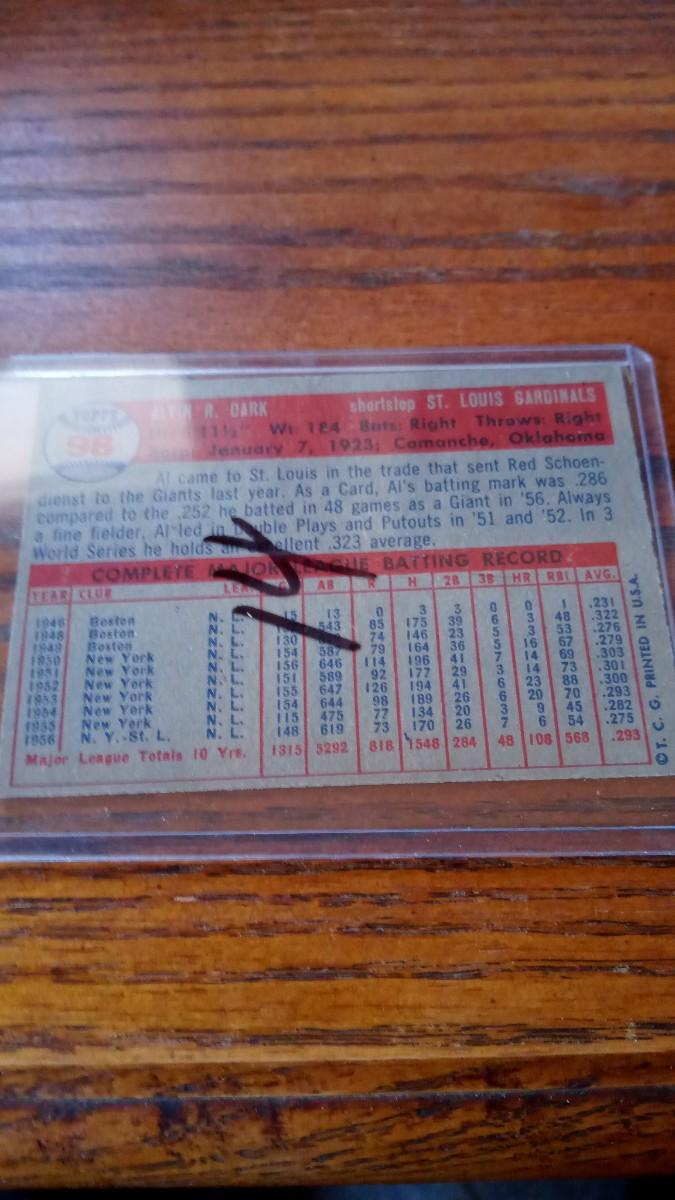 TOPPS
98
ALVIN R. DARK shortstop ST. LOUIS CARDINALS
11½" Wt: 184 Bats: Right Throws: Right
January 7, 1923; Comanche, Oklahoma
Al came to St. Louis in the trade that sent Red Schoen-
dienst to the Giants last year. As a Card, Al's batting mark was .286
compared to the .252 he batted in 48 games as a Giant in '56. Always
a fine fielder, Al led in Double Plays and Putouts in '51 and '52. In 3
World Series he holds an excellent .323 average.
COMPLETE MAJOR LEAGUE BATTING RECORD
YEAR CLUB LEA AB R H 2B 3B HR RBI AVG.
1946 Boston N. L. 15 13 0 3 3 0 0 1 .231
1948 Boston N. L. 543 85 175 39 6 3 48 .322
1949 Boston N. L. 130 74 146 23 5 3 53 .276
1950 New York N. L. 154 587 79 164 36 5 16 67 .279
1951 New York N. L. 156 646 114 196 41 7 14 69 .303
1952 New York N. L. 151 589 92 177 29 3 14 73 .301
1953 New York N. L. 155 647 126 194 41 6 23 88 .300
1954 New York N. L. 154 644 98 189 26 6 20 70 .293
1955 New York N. L. 115 475 77 134 20 3 9 45 .282
1956 N. Y.-St. L. N. L. 148 619 73 170 26 7 6 54 .275
Major League Totals 10 Yrs. 1315 5292 818 1548 284 48 108 568 .293
© T. C. G. PRINTED IN U.S.A.